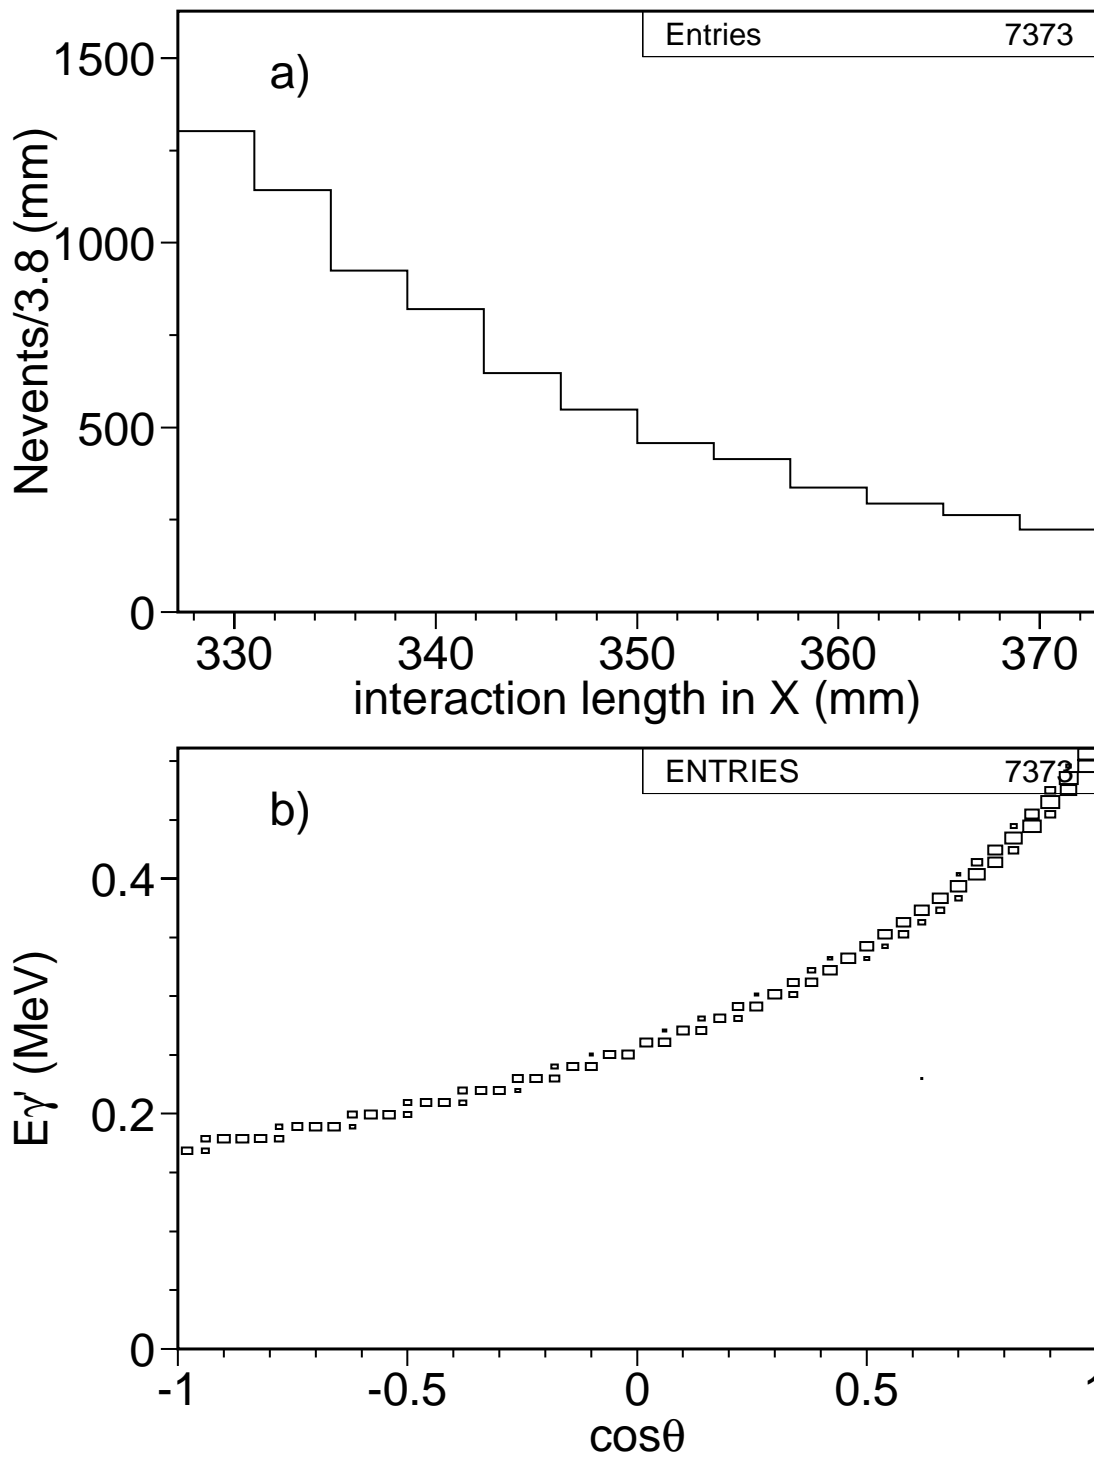 Entries 7373
a)
1500
1000
500
0
Nevents/3.8 (mm)
330 340 350 360 370
interaction length in X (mm)
ENTRIES 7373
b)
0.4
0.2
0
Eγ' (MeV)
-1 -0.5 0 0.5
cosθ